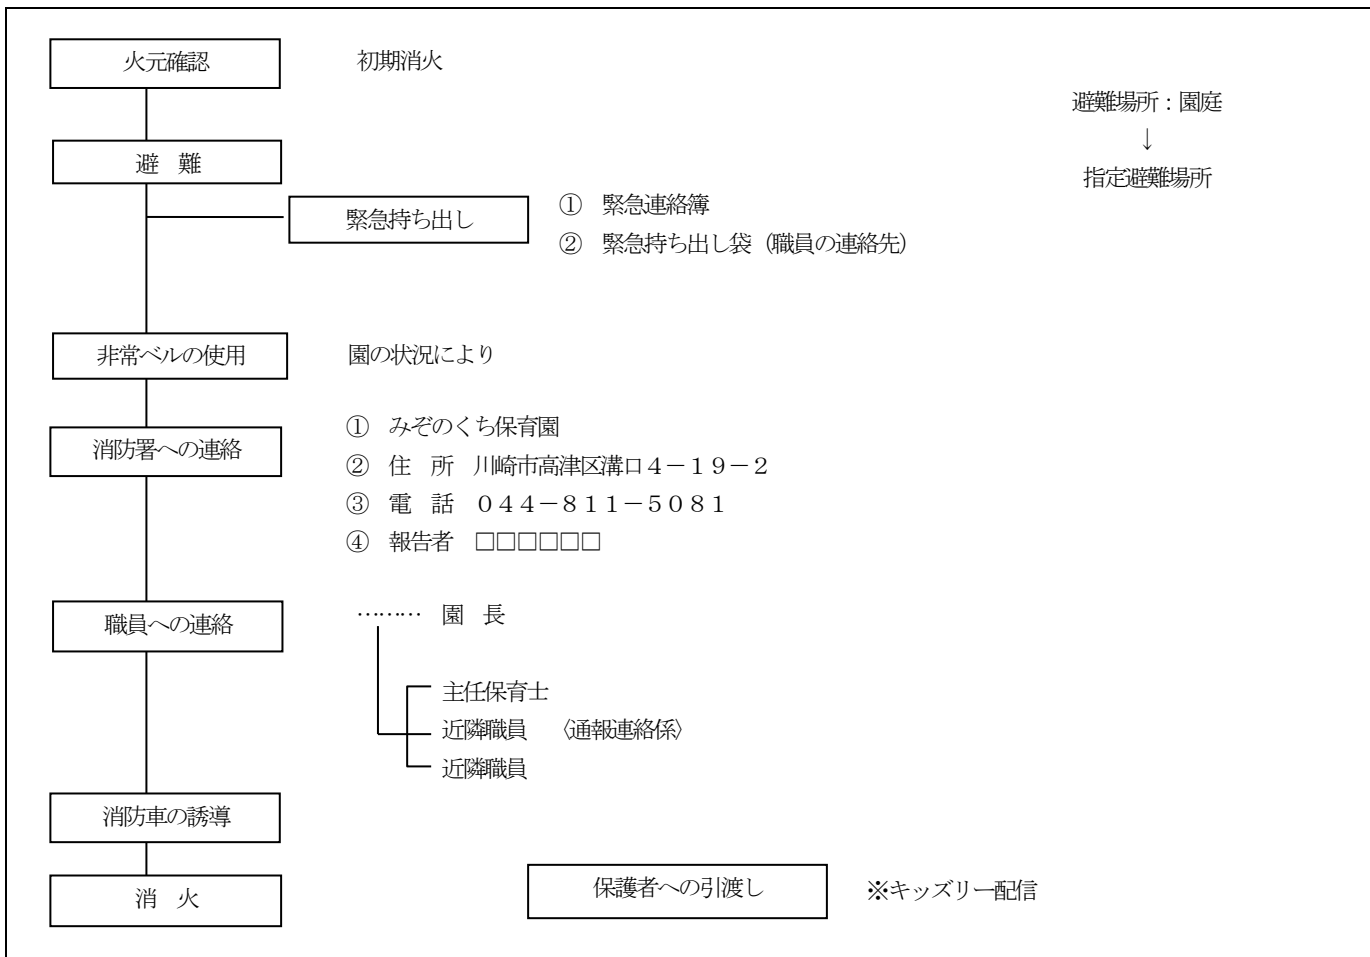 火元確認　初期消火
避難場所：園庭
↓
避　難
指定避難場所
緊急持ち出し
①　緊急連絡簿
②　緊急持ち出し袋（職員の連絡先）
非常ベルの使用　園の状況により
消防署への連絡
①　みぞのくち保育園
②　住　所　川崎市高津区溝口４－１９－２
③　電　話　０４４－８１１－５０８１
④　報告者　□□□□□□
職員への連絡　………　園　長
主任保育士
近隣職員　〈通報連絡係〉
近隣職員
消防車の誘導
消　火
保護者への引渡し　※キッズリー配信